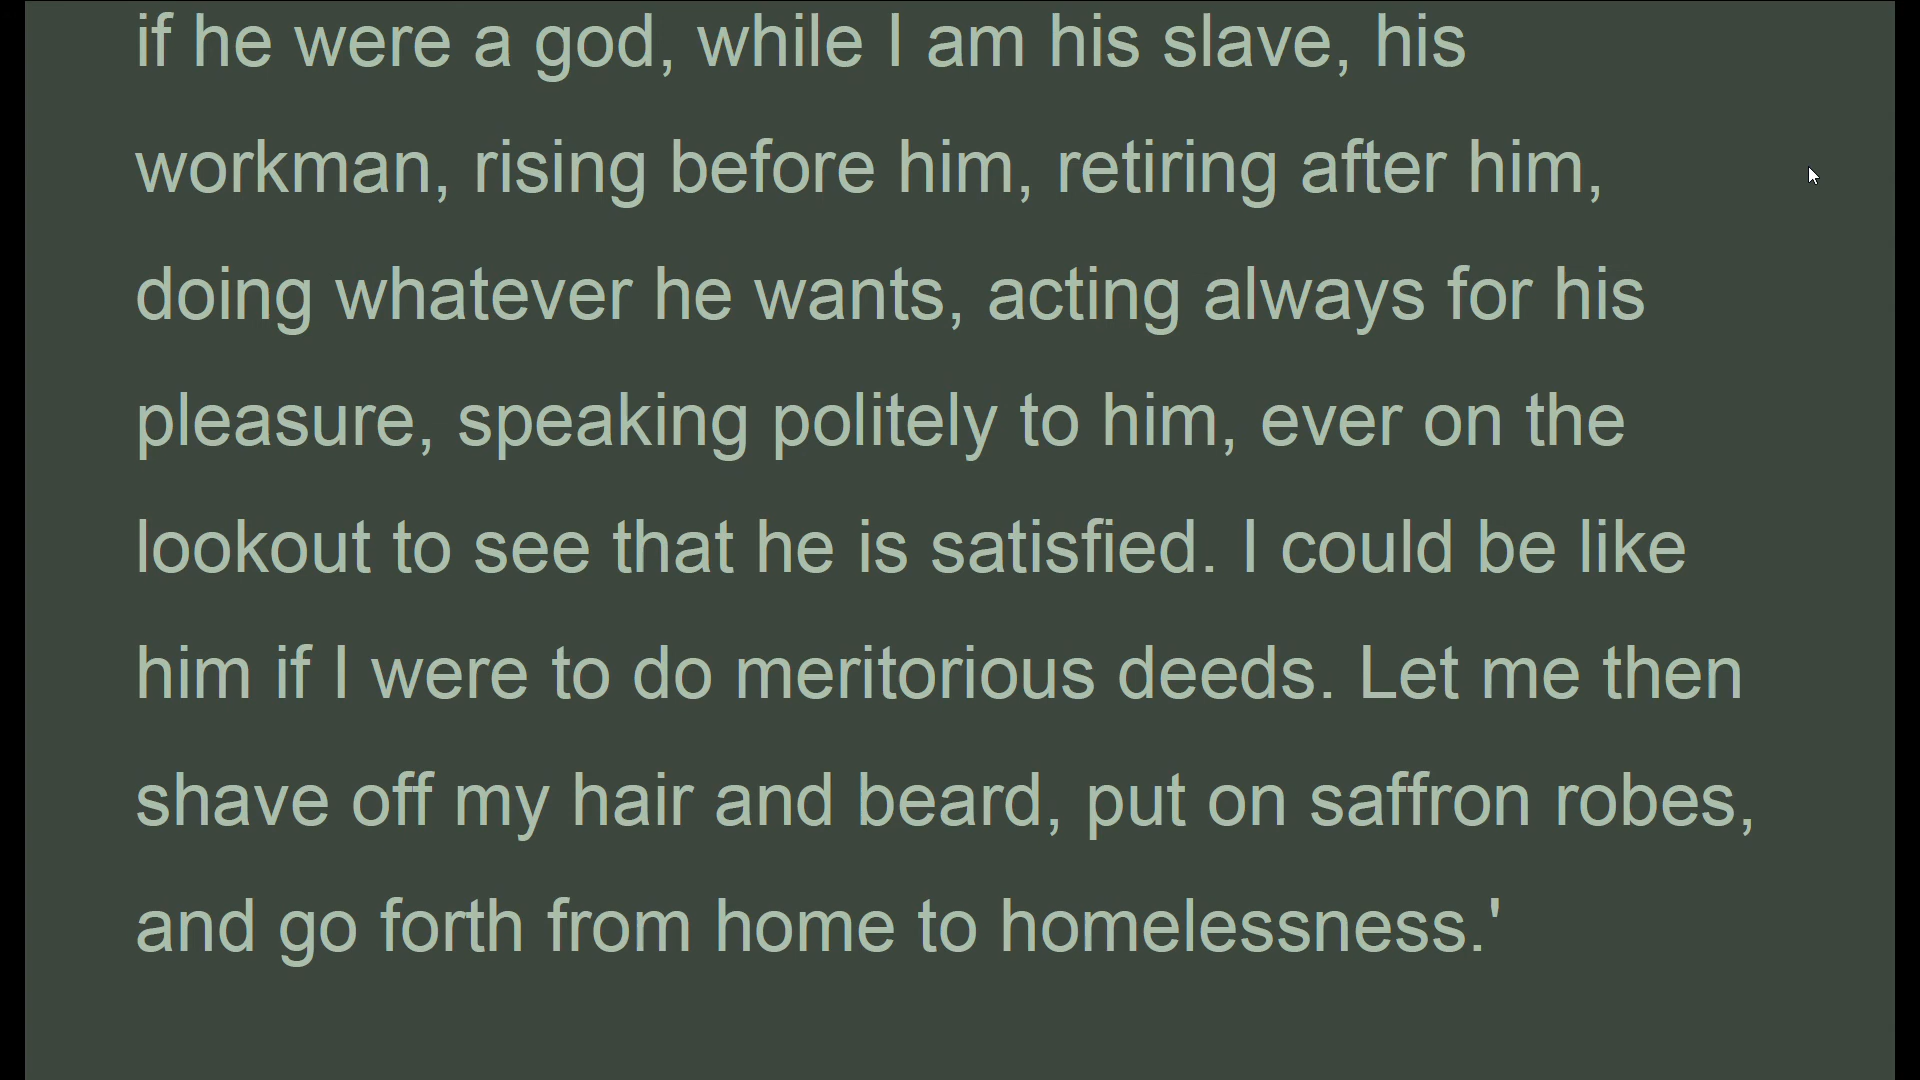 if he were a god, while I am his slave, his
workman, rising before him, retiring after him,
doing whatever he wants, acting always for his
pleasure, speaking politely to him, ever on the
lookout to see that he is satisfied. I could be like
him if I were to do meritorious deeds. Let me then
shave off my hair and beard, put on saffron robes,
and go forth from home to homelessness.'